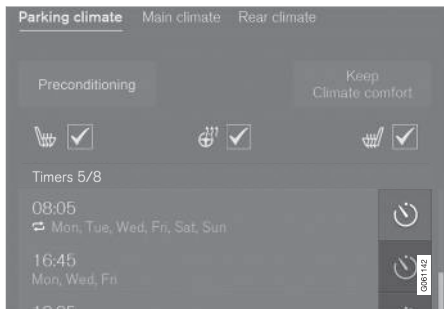 Parking climate Main climate Rear climate
Preconditioning
Keep
Climate comfort
Timers 5/8
08:05
Mon, Tue, Wed, Fri, Sat, Sun
16:45
Mon, Wed, Fri
G061142